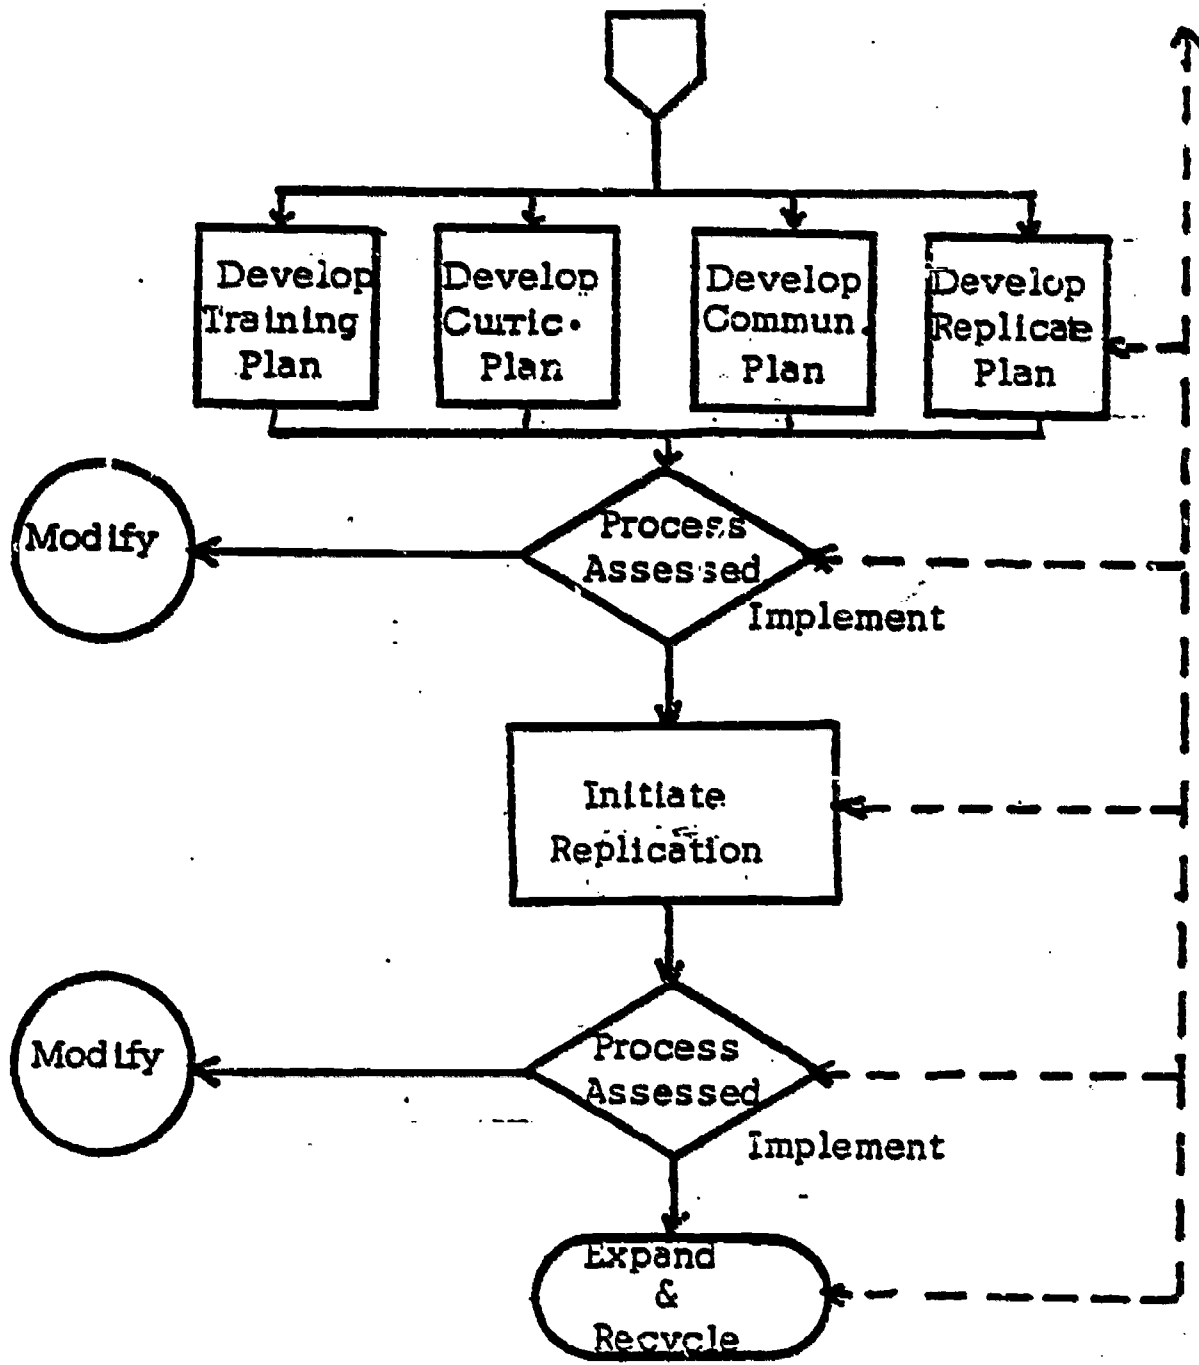 Develop
Training
Plan
Develop
Curric.
Plan
Develop
Commun.
Plan
Develop
Replicate
Plan
Modify
Process
Assessed
Implement
Initiate
Replication
Modify
Process
Assessed
Implement
Expand
&
Recycle